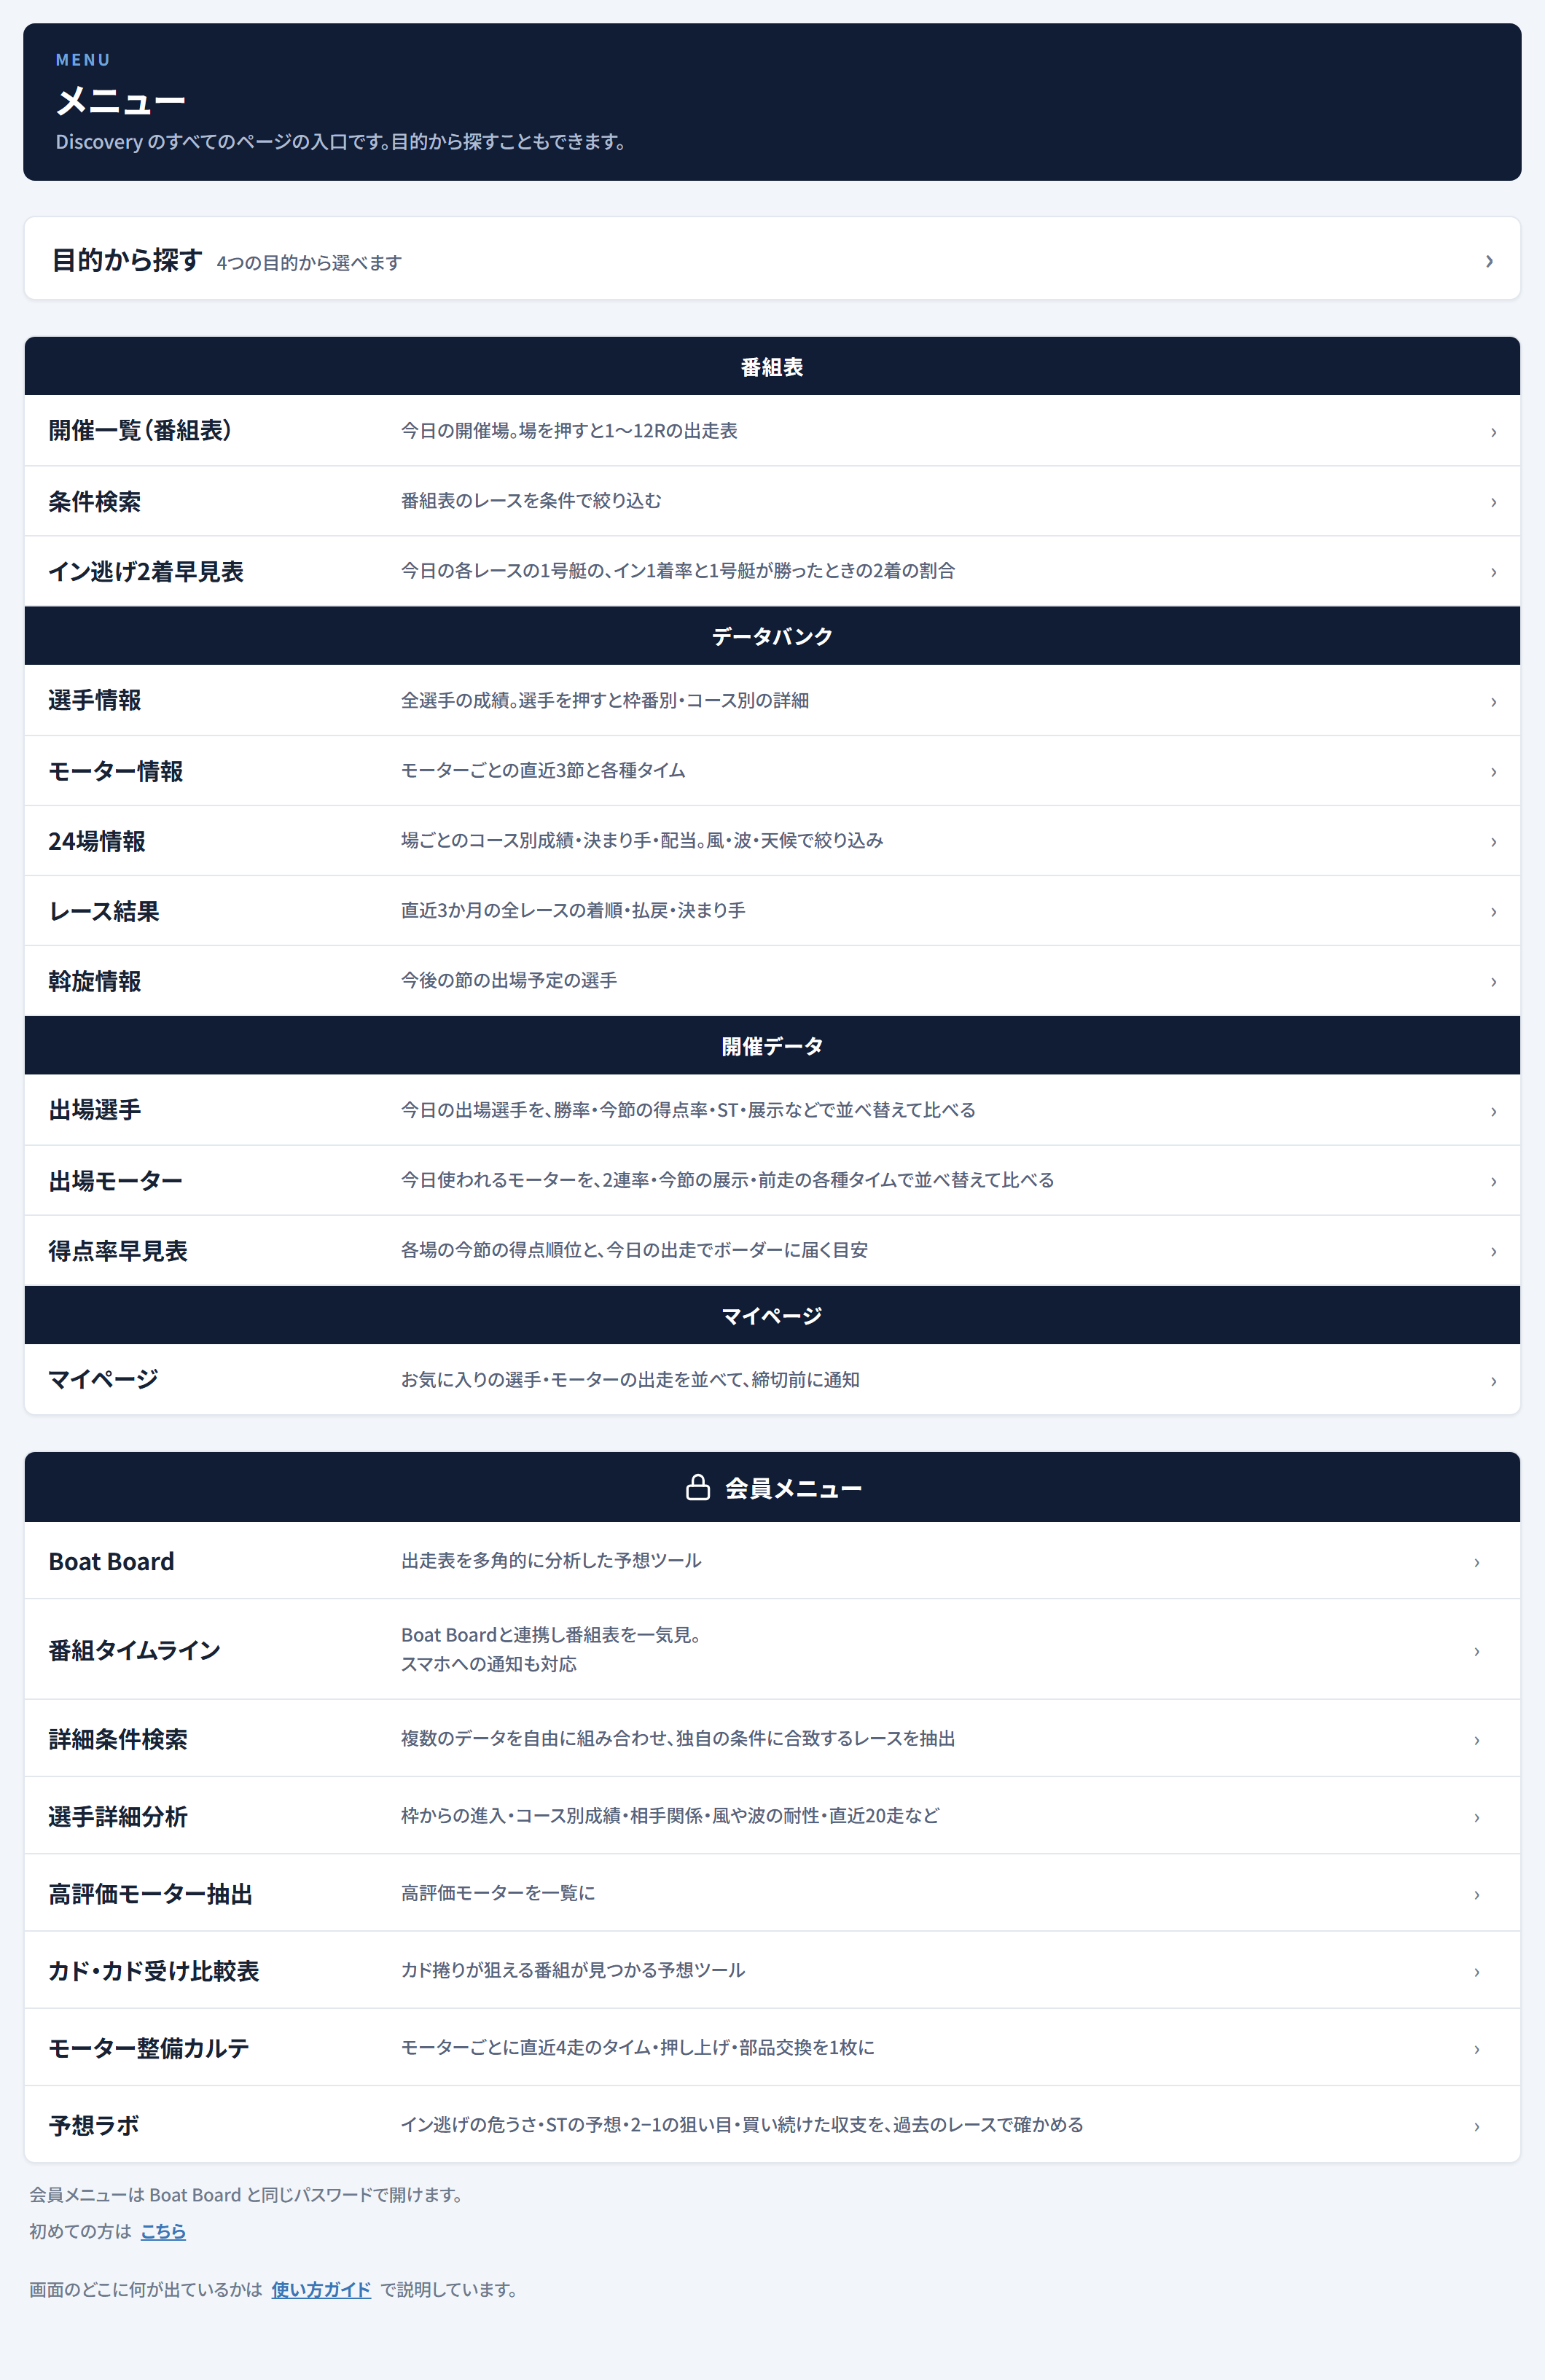 MENU
メニュー
Discovery のすべてのページの入口です。目的から探すこともできます。
目的から探す 4つの目的から選べます ›
番組表
開催一覧（番組表） 今日の開催場。場を押すと1〜12Rの出走表 ›
条件検索 番組表のレースを条件で絞り込む ›
イン逃げ2着早見表 今日の各レースの1号艇の、イン1着率と1号艇が勝ったときの2着の割合 ›
データバンク
選手情報 全選手の成績。選手を押すと枠番別・コース別の詳細 ›
モーター情報 モーターごとの直近3節と各種タイム ›
24場情報 場ごとのコース別成績・決まり手・配当。風・波・天候で絞り込み ›
レース結果 直近3か月の全レースの着順・払戻・決まり手 ›
斡旋情報 今後の節の出場予定の選手 ›
開催データ
出場選手 今日の出場選手を、勝率・今節の得点率・ST・展示などで並べ替えて比べる ›
出場モーター 今日使われるモーターを、2連率・今節の展示・前走の各種タイムで並べ替えて比べる ›
得点率早見表 各場の今節の得点順位と、今日の出走でボーダーに届く目安 ›
マイページ
マイページ お気に入りの選手・モーターの出走を並べて、締切前に通知 ›
会員メニュー
Boat Board 出走表を多角的に分析した予想ツール ›
番組タイムライン Boat Boardと連携し番組表を一気見。
スマホへの通知も対応 ›
詳細条件検索 複数のデータを自由に組み合わせ、独自の条件に合致するレースを抽出 ›
選手詳細分析 枠からの進入・コース別成績・相手関係・風や波の耐性・直近20走など ›
高評価モーター抽出 高評価モーターを一覧に ›
カド・カド受け比較表 カド捲りが狙える番組が見つかる予想ツール ›
モーター整備カルテ モーターごとに直近4走のタイム・押し上げ・部品交換を1枚に ›
予想ラボ イン逃げの危うさ・STの予想・2−1の狙い目・買い続けた収支を、過去のレースで確かめる ›
会員メニューは Boat Board と同じパスワードで開けます。
初めての方は こちら
画面のどこに何が出ているかは 使い方ガイド で説明しています。